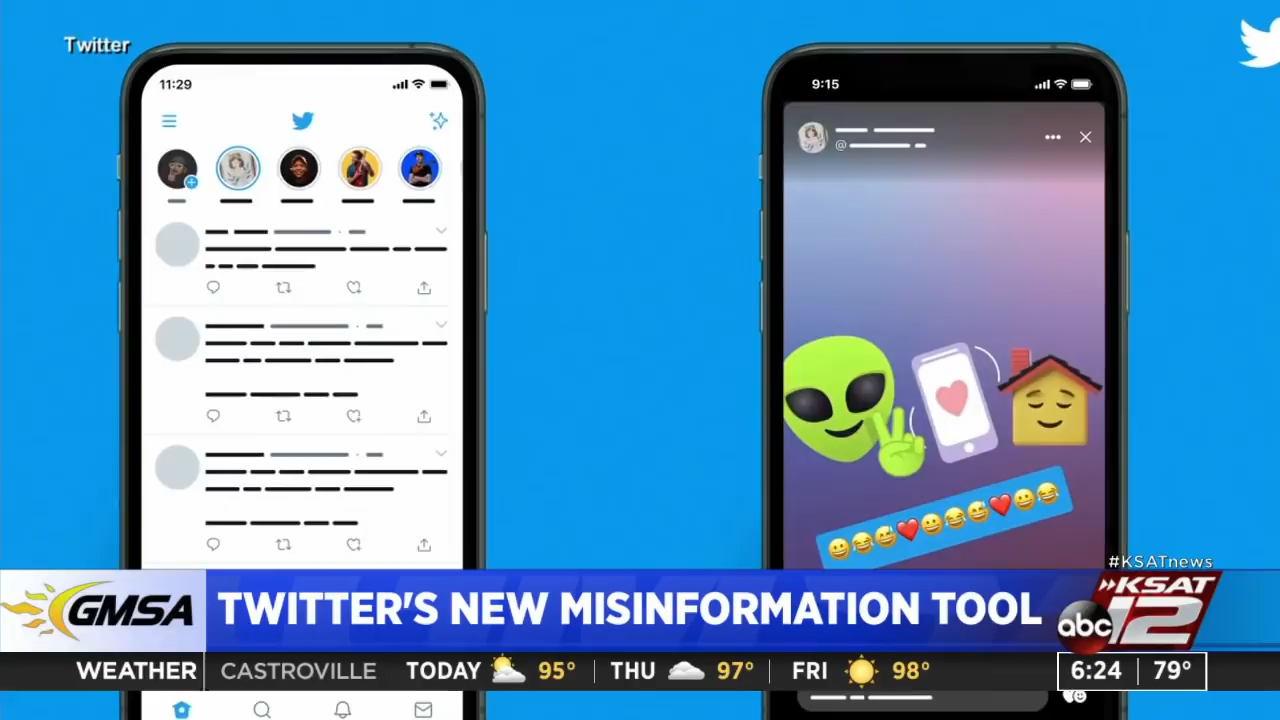 Twitter
11:29
9:15
@
#KSATnews
GMSA
TWITTER'S NEW MISINFORMATION TOOL
KSAT
abc 12
WEATHER CASTROVILLE TODAY 95° THU 97° FRI 98° 6:24 79°